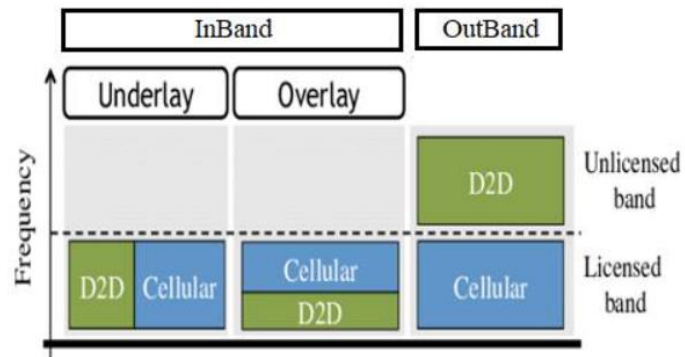 InBand
OutBand
Underlay
Overlay
Frequency
D2D
Unlicensed
band
D2D
Cellular
Cellular
D2D
Cellular
Licensed
band